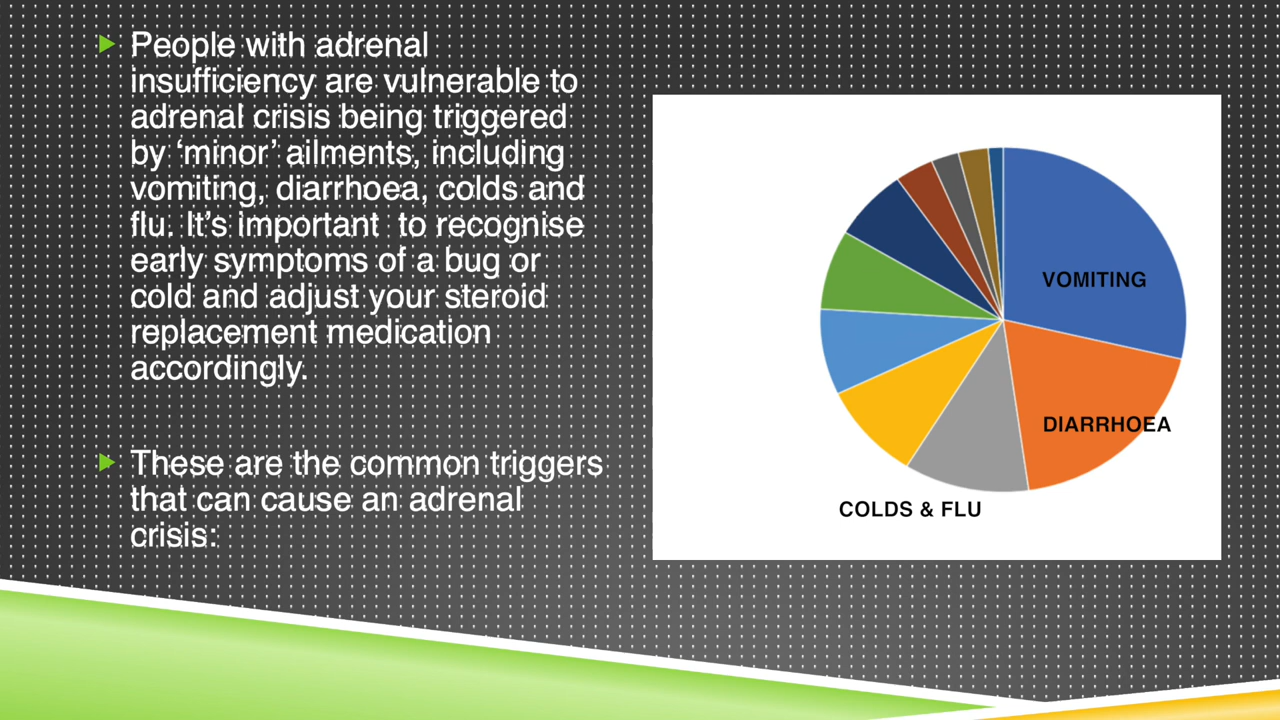 People with adrenal
insufficiency are vulnerable to
adrenal crisis being triggered
by ‘minor’ ailments, including
vomiting, diarrhoea, colds and
flu. It’s important  to recognise
early symptoms of a bug or
cold and adjust your steroid
replacement medication
accordingly.
These are the common triggers
that can cause an adrenal
crisis:
VOMITING
DIARRHOEA
COLDS & FLU